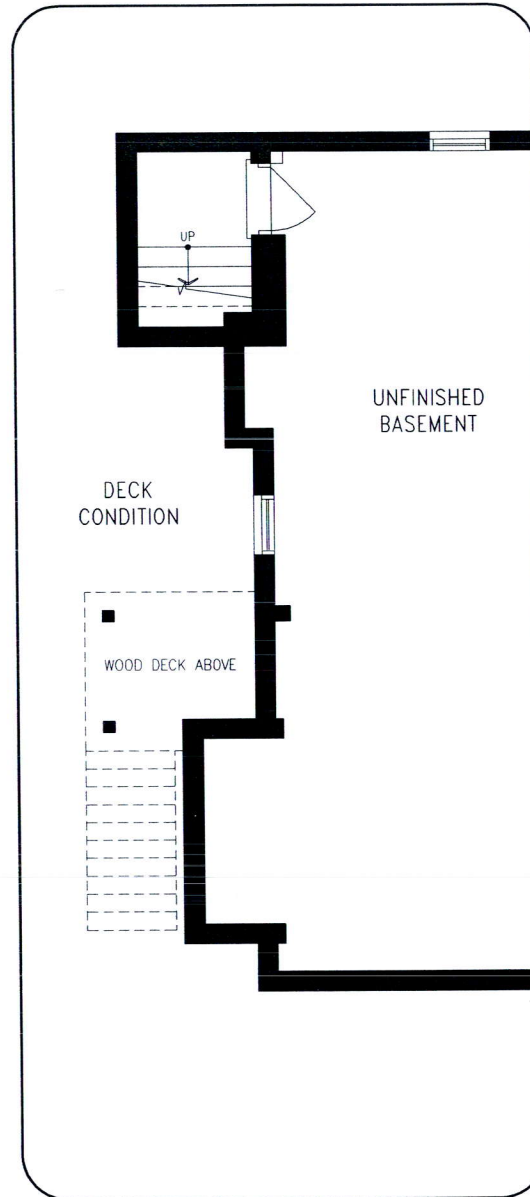 UP
UNFINISHED
BASEMENT
DECK
CONDITION
WOOD DECK ABOVE